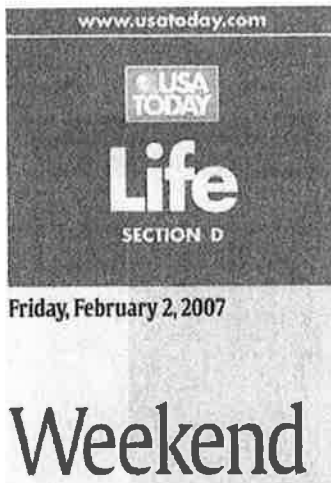 www.usatoday.com
USA
TODAY
Life
SECTION D
Friday, February 2, 2007
Weekend